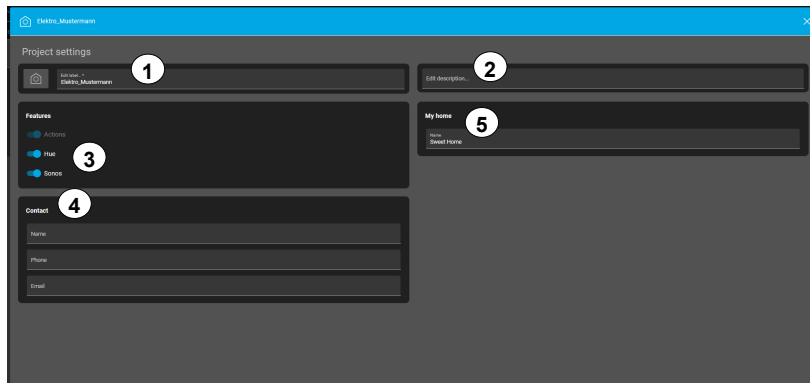 Elektro_Mustermann
Project settings
1
Edit label... *
Elektro_Mustermann
2
Edit description...
Features
Actions
Hue
Sonos
3
My home
5
Name
Sweet Home
4
Contact
Name
Phone
Email